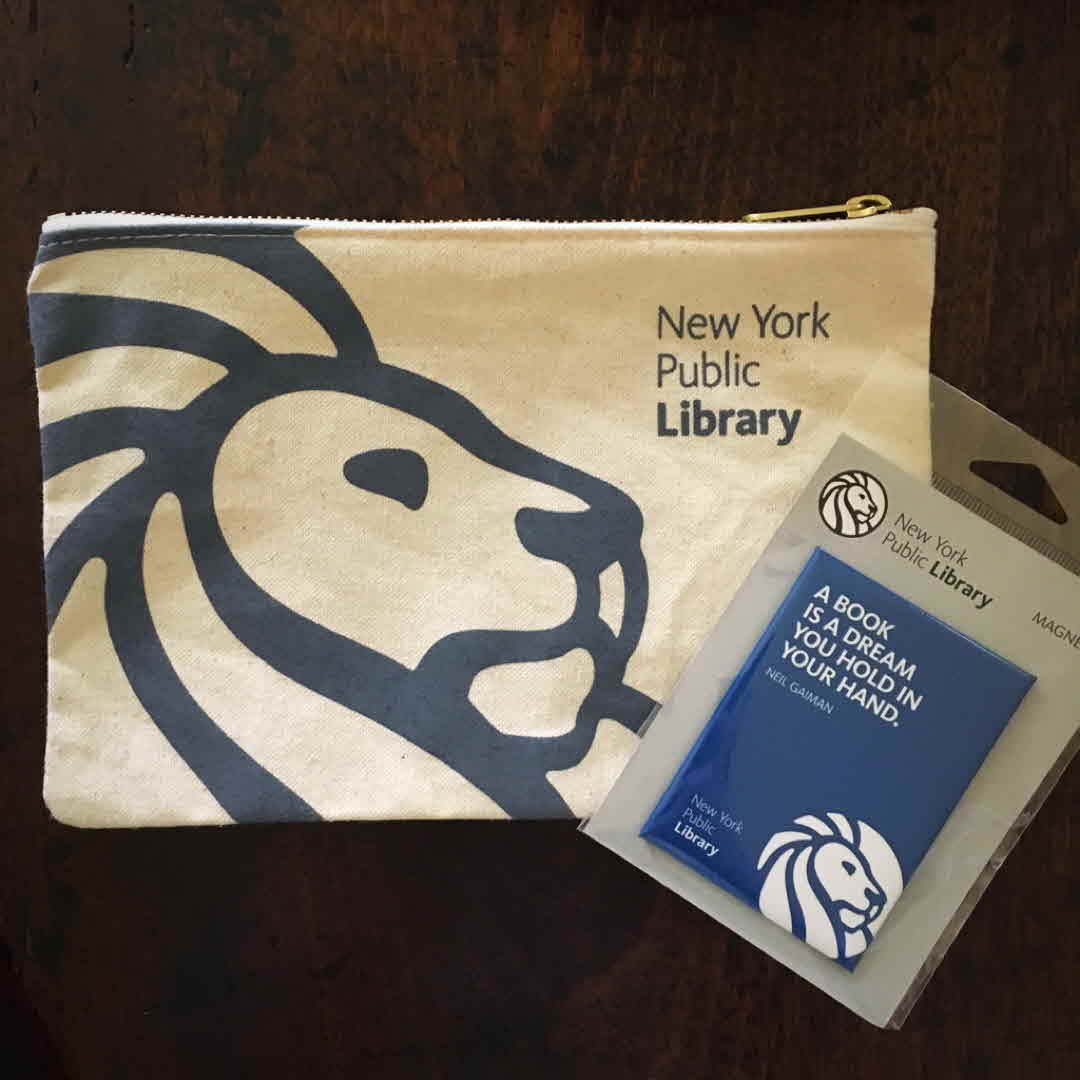 New York
Public
Library
New York
Public Library
MAGNE
A BOOK
IS A DREAM
YOU HOLD IN
YOUR HAND.
NEIL GAIMAN
New York
Public
Library